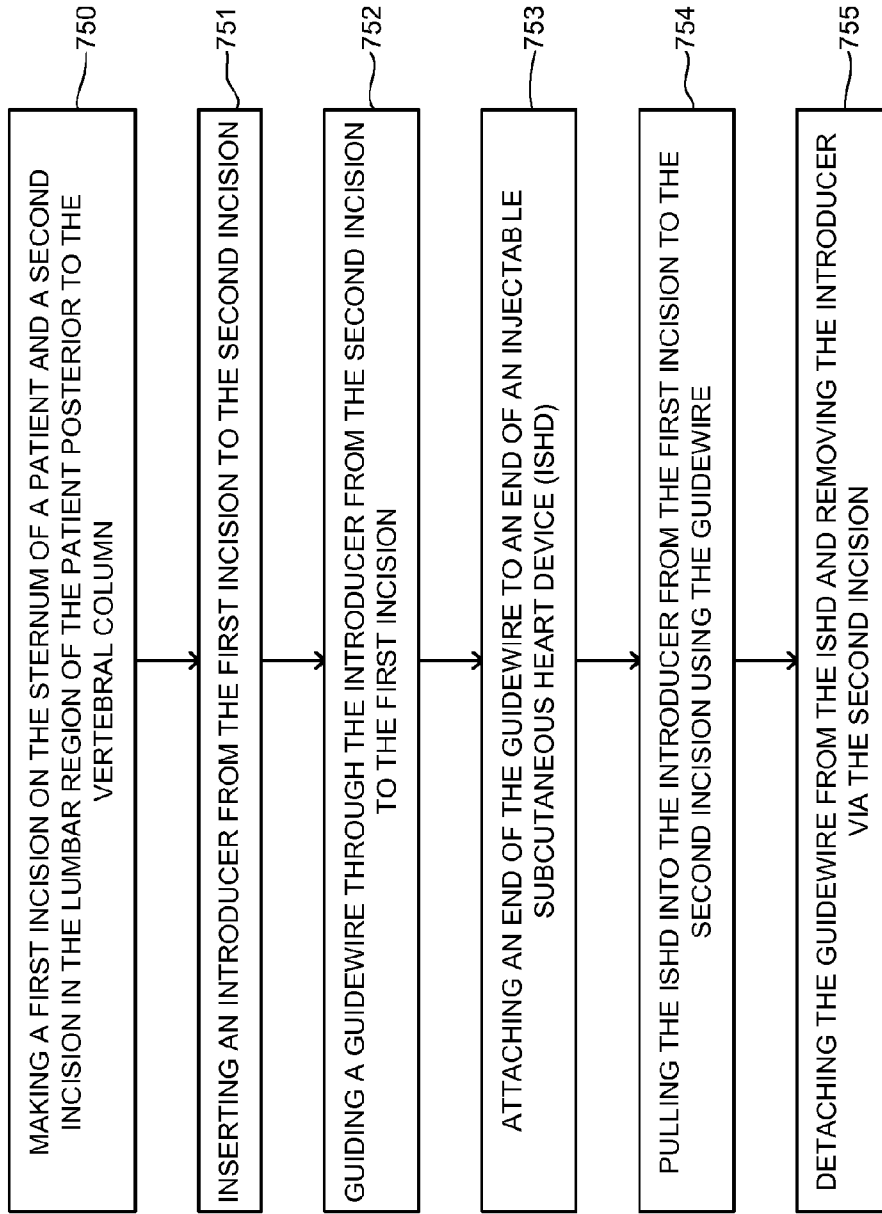 MAKING A FIRST INCISION ON THE STERNUM OF A PATIENT AND A SECOND
INCISION IN THE LUMBAR REGION OF THE PATIENT POSTERIOR TO THE
VERTEBRAL COLUMN
750
INSERTING AN INTRODUCER FROM THE FIRST INCISION TO THE SECOND INCISION
751
GUIDING A GUIDEWIRE THROUGH THE INTRODUCER FROM THE SECOND INCISION
TO THE FIRST INCISION
752
ATTACHING AN END OF THE GUIDEWIRE TO AN END OF AN INJECTABLE
SUBCUTANEOUS HEART DEVICE (ISHD)
753
PULLING THE ISHD INTO THE INTRODUCER FROM THE FIRST INCISION TO THE
SECOND INCISION USING THE GUIDEWIRE
754
DETACHING THE GUIDEWIRE FROM THE ISHD AND REMOVING THE INTRODUCER
VIA THE SECOND INCISION
755